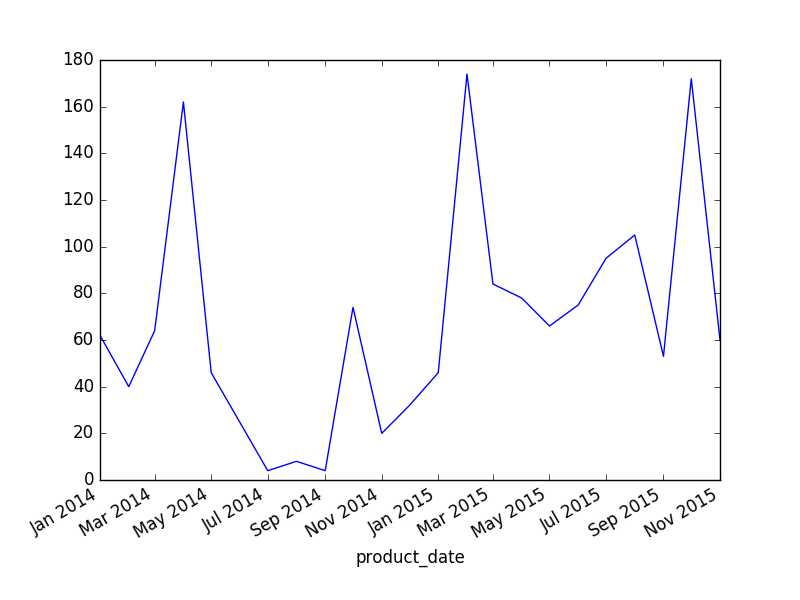 180
160
140
120
100
80
60
40
20
0
Jan 2014
Mar 2014
May 2014
Jul 2014
Sep 2014
Nov 2014
Jan 2015
Mar 2015
May 2015
Jul 2015
Sep 2015
Nov 2015
product_date